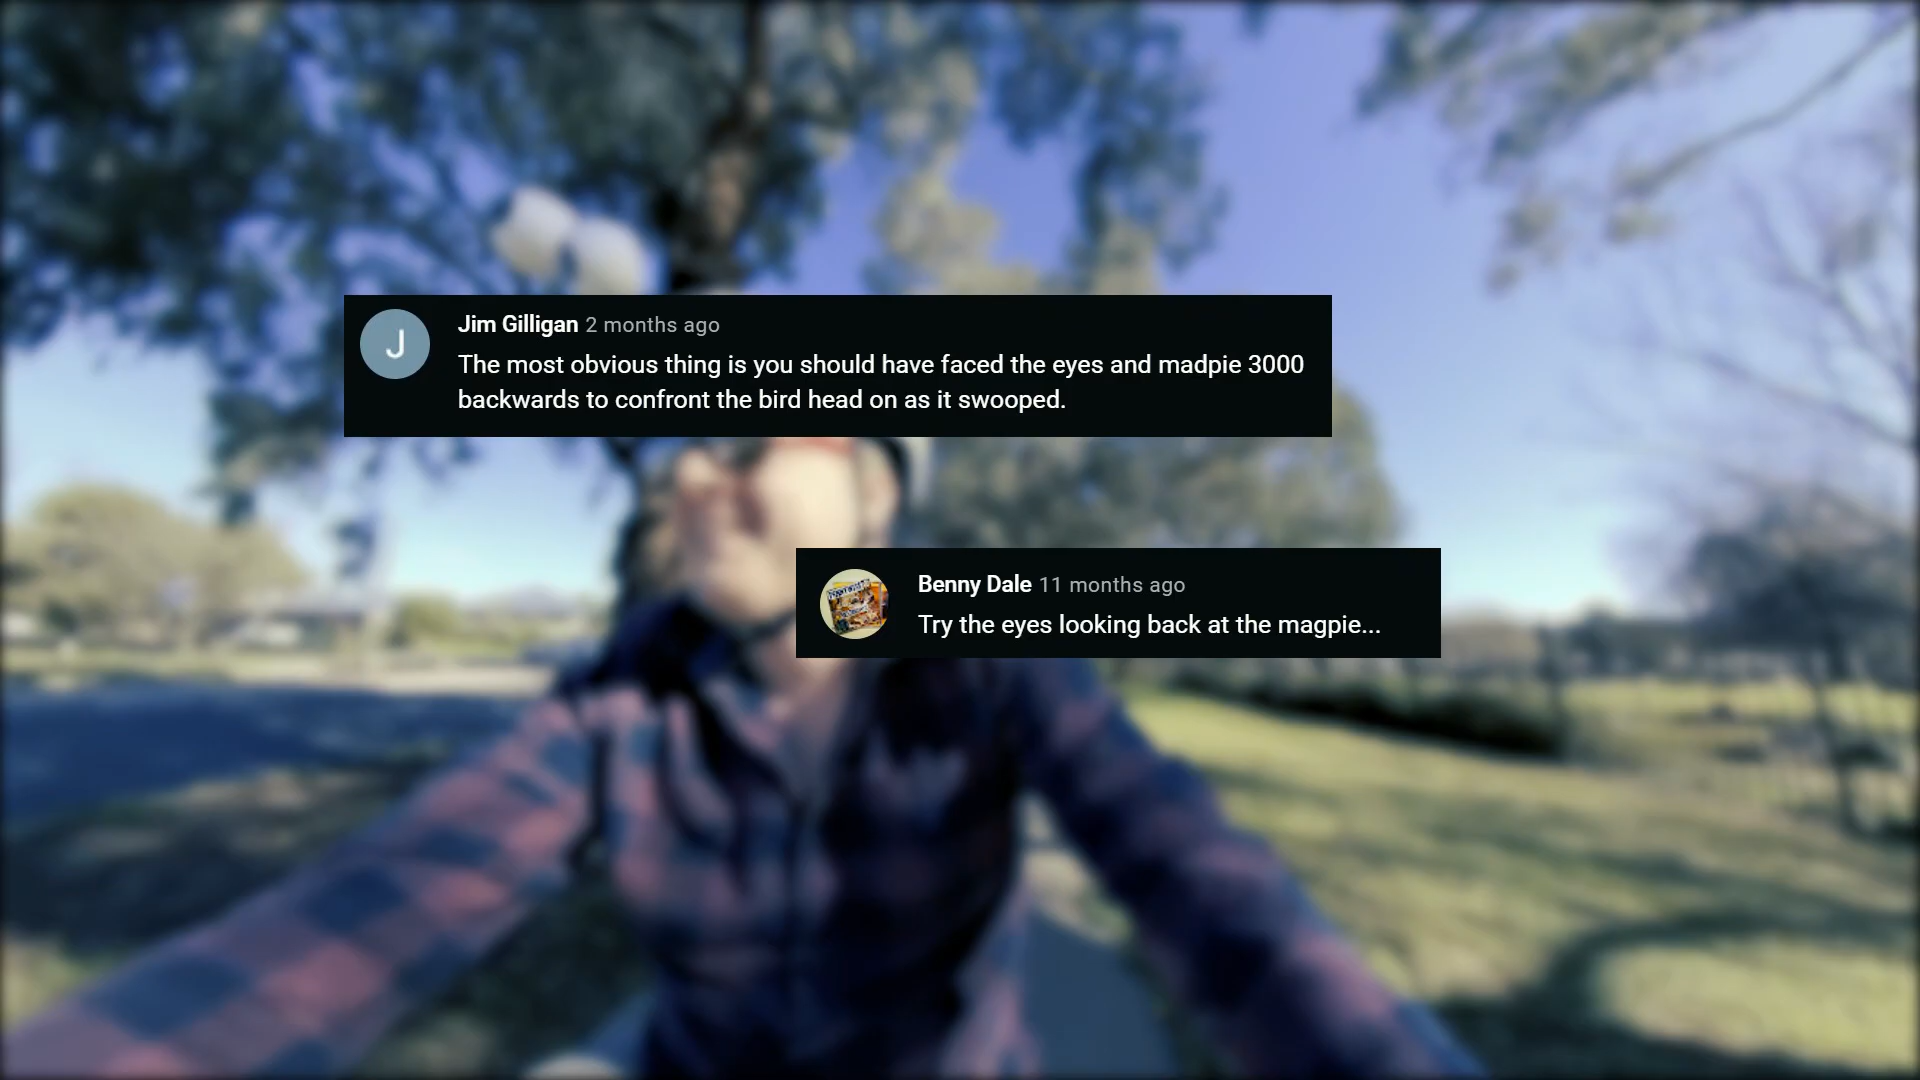 J
Jim Gilligan 2 months ago
The most obvious thing is you should have faced the eyes and madpie 3000
backwards to confront the bird head on as it swooped.
Benny Dale 11 months ago
Try the eyes looking back at the magpie...